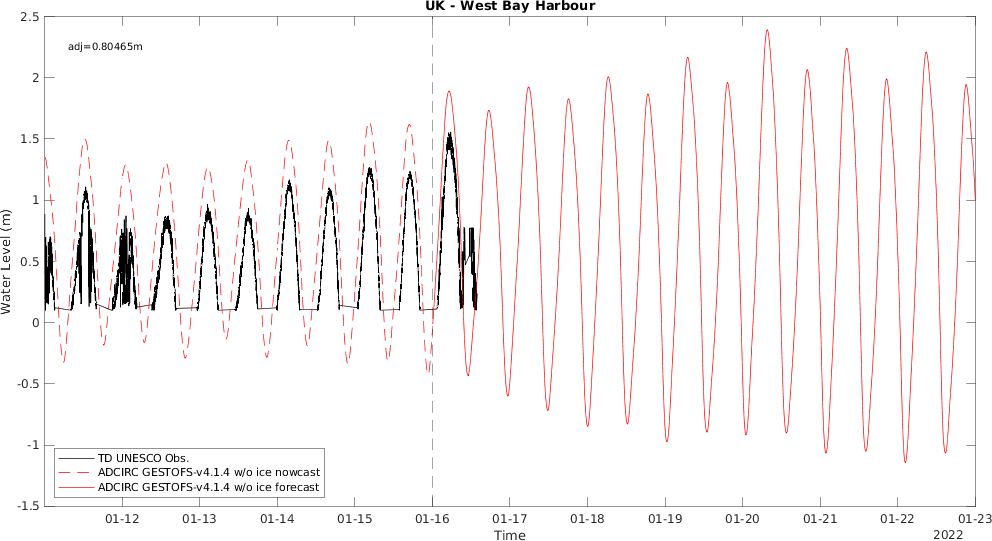 UK - West Bay Harbour
adj=0.80465m
2.5
2
1.5
1
0.5
0
-0.5
-1
-1.5
Water Level (m)
TD UNESCO Obs.
ADCIRC GESTOFS-v4.1.4 w/o ice nowcast
ADCIRC GESTOFS-v4.1.4 w/o ice forecast
01-12 01-13 01-14 01-15 01-16 01-17 01-18 01-19 01-20 01-21 01-22 01-23
Time
2022